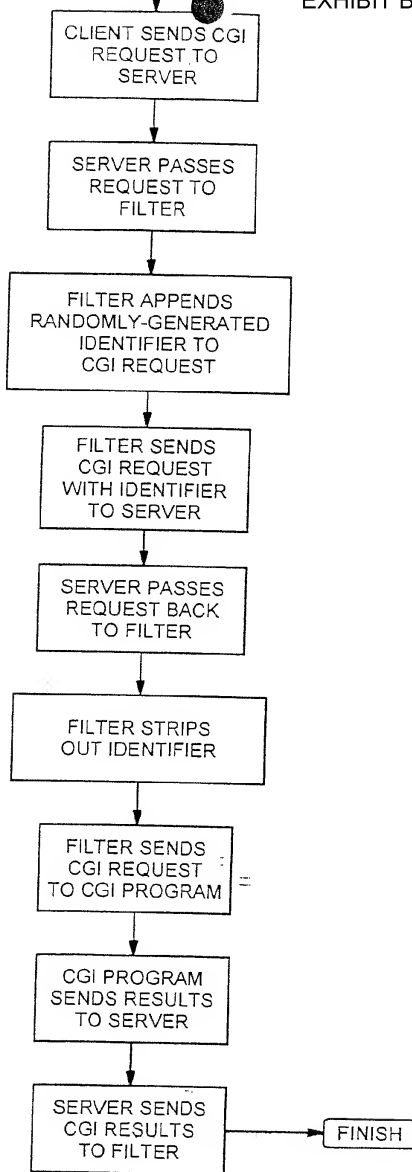 EXHIBIT B
CLIENT SENDS CGI
REQUEST TO
SERVER
SERVER PASSES
REQUEST TO
FILTER
FILTER APPENDS
RANDOMLY-GENERATED
IDENTIFIER TO
CGI REQUEST
FILTER SENDS
CGI REQUEST
WITH IDENTIFIER
TO SERVER
SERVER PASSES
REQUEST BACK
TO FILTER
FILTER STRIPS
OUT IDENTIFIER
FILTER SENDS
CGI REQUEST
TO CGI PROGRAM
CGI PROGRAM
SENDS RESULTS
TO SERVER
SERVER SENDS
CGI RESULTS
TO FILTER
FINISH